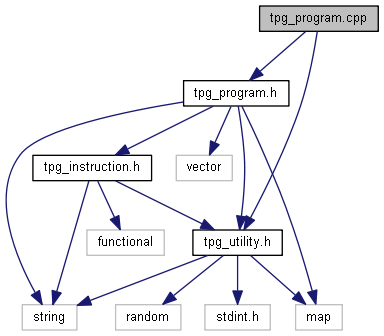 tpg_program.cpp
tpg_program.h
tpg_instruction.h
vector
functional
tpg_utility.h
string
random
stdint.h
map